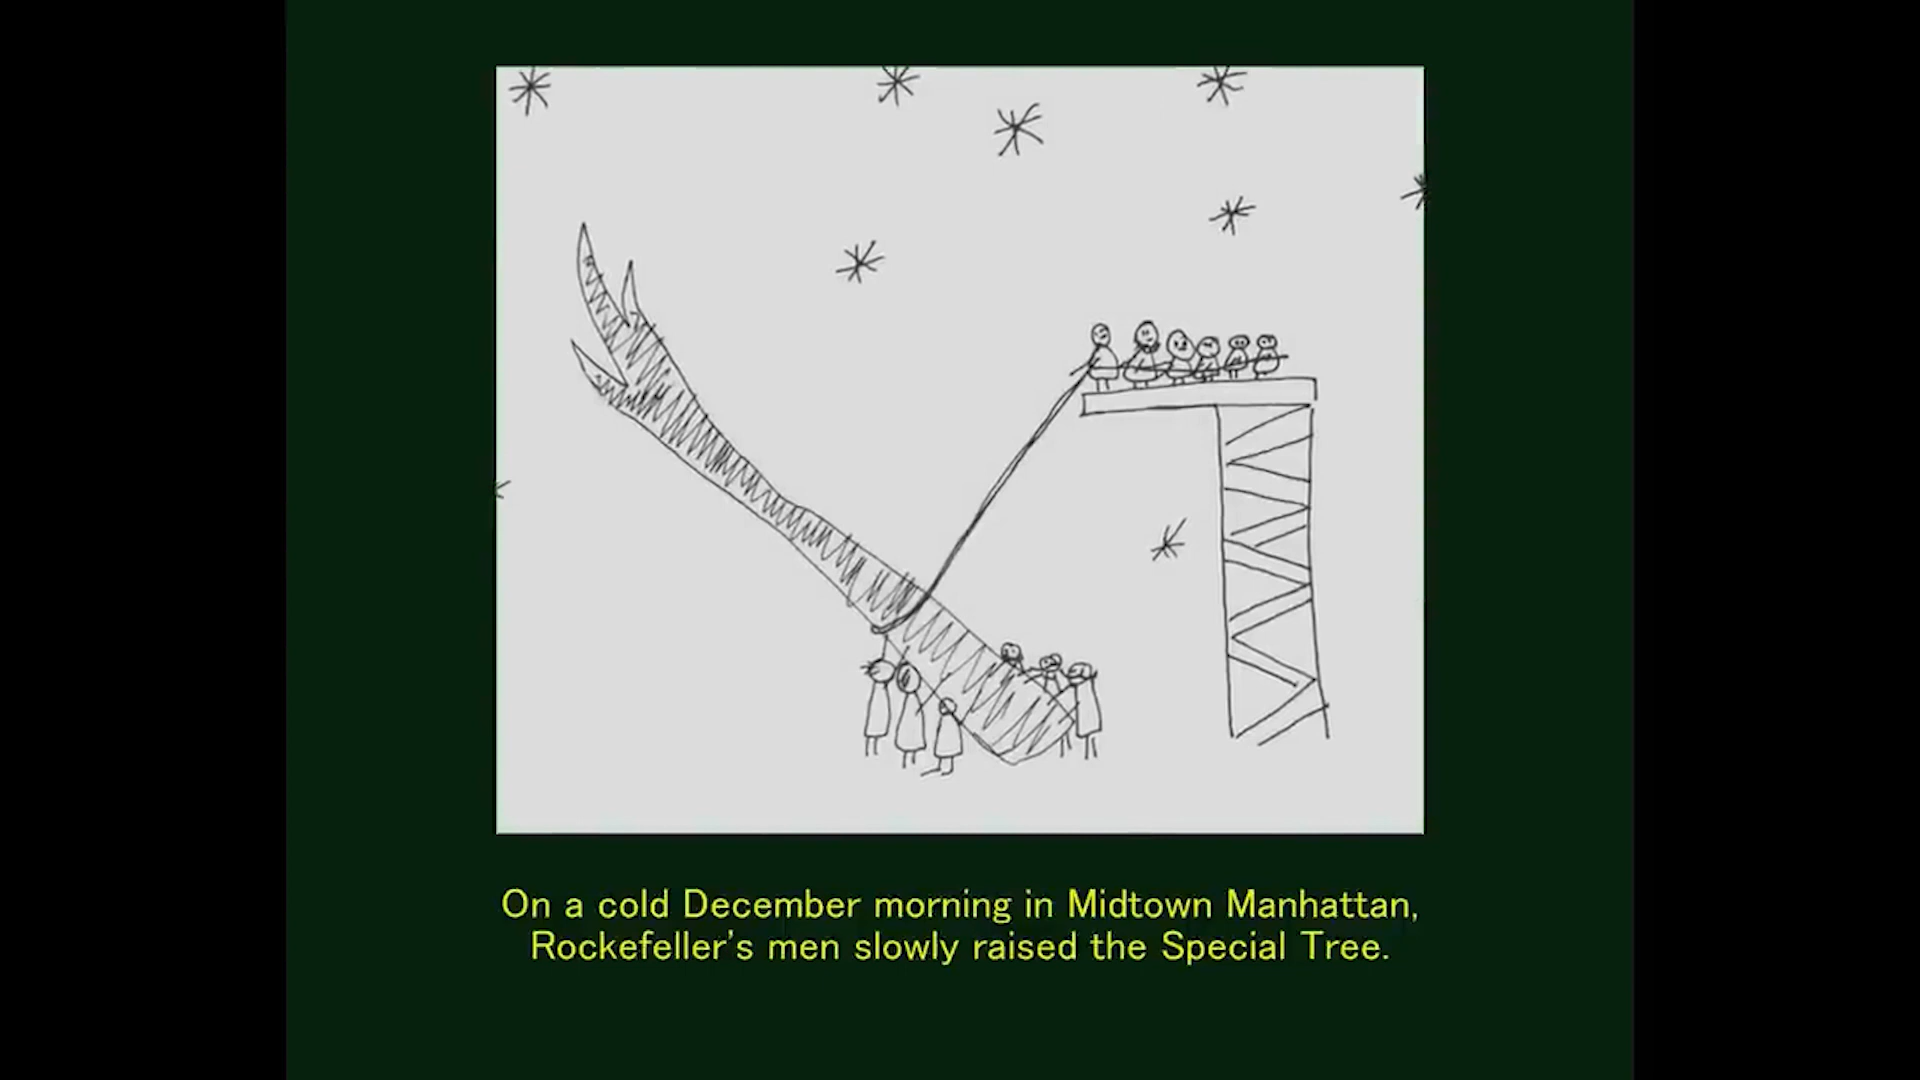 On a cold December morning in Midtown Manhattan,
Rockefeller’s men slowly raised the Special Tree.